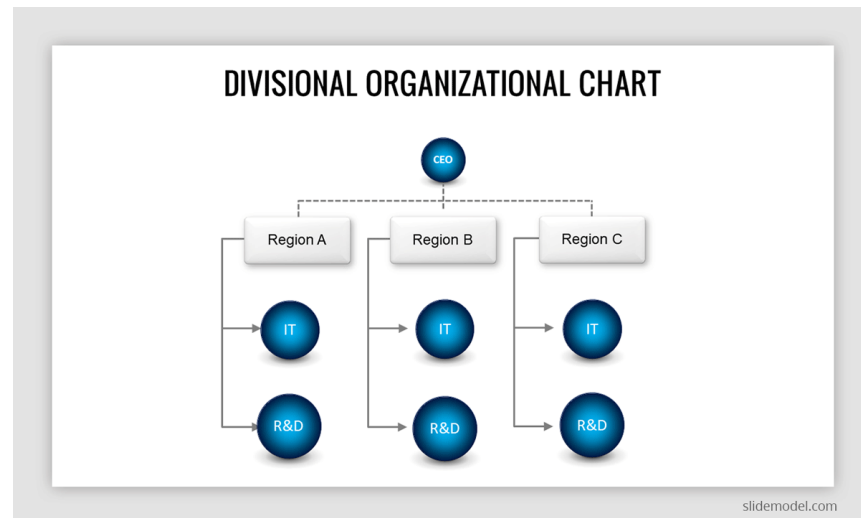 DIVISIONAL ORGANIZATIONAL CHART
CEO
Region A
Region B
Region C
IT
IT
IT
R&D
R&D
R&D
slidemodel.com